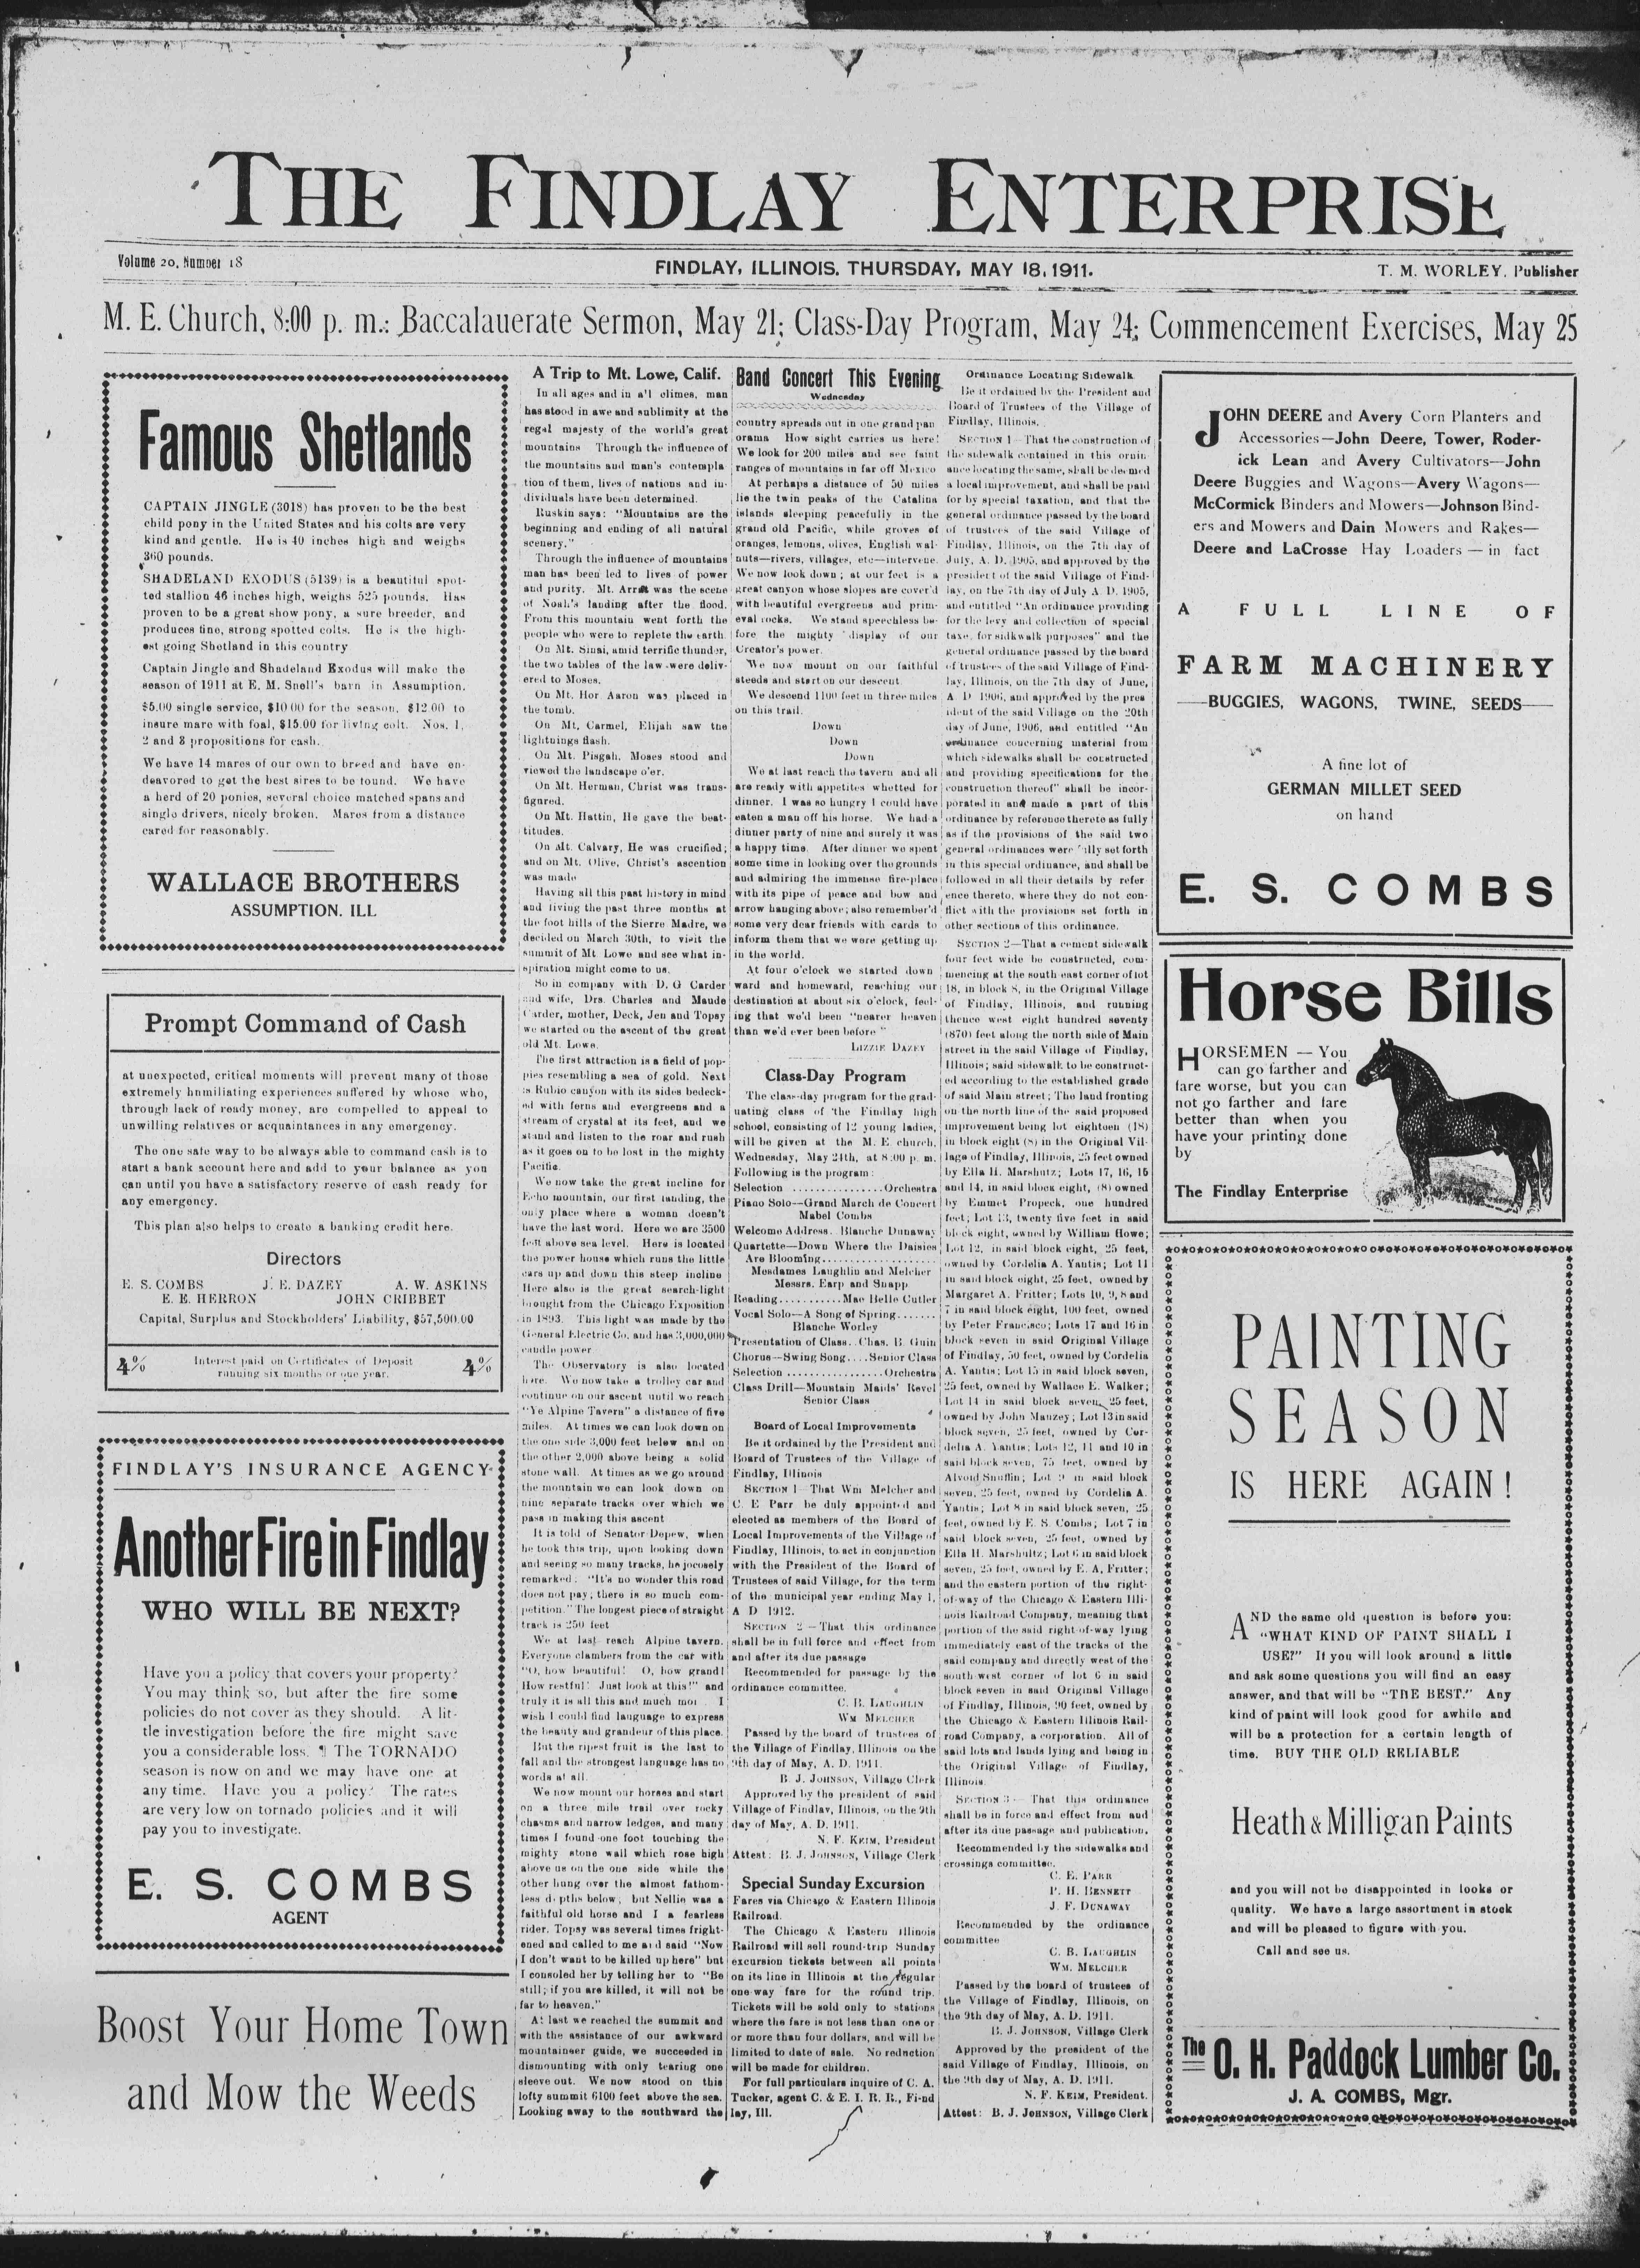 THE FINDLAY ENTERPRISE
Volume 20, Number 18
FINDLAY, ILLINOIS, THURSDAY, MAY 18, 1911.
T. M. WORLEY, Publisher
M. E. Church, 8:00 p. m.: Baccalauerate Sermon, May 21; Class-Day Program, May 24; Commencement Exercises, May 25
Famous Shetlands
CAPTAIN JINGLE (3018) has proven to be the best
child pony in the United States and his colts are very
kind and gentle. He is 40 inches high and weighs
360 pounds.
SHADELAND EXODUS (5139) is a beautiful spot-
ted stallion 46 inches high, weighs 525 pounds. Has
proven to be a great show pony, a sure breeder, and
produces fine, strong spotted colts. He is the high-
est going Shetland in this country
Captain Jingle and Shadeland Exodus will make the
season of 1911 at E. M. Snell's barn in Assumption.
$5.00 single service, $10 00 for the season, $12.00 to
insure mare with foal, $15.00 for living colt. Nos. 1,
2 and 3 propositions for cash.
We have 14 mares of our own to breed and have en-
deavored to get the best sires to be found. We have
a herd of 20 ponies, several choice matched spans and
single drivers, nicely broken. Mares from a distance
cared for reasonably.
WALLACE BROTHERS
ASSUMPTION. ILL
Prompt Command of Cash
at unexpected, critical moments will prevent many of those
extremely humiliating experiences suffered by whose who,
through lack of ready money, are compelled to appeal to
unwilling relatives or acquaintances in any emergency.
The one safe way to be always able to command cash is to
start a bank account here and add to your balance as you
can until you have a satisfactory reserve of cash ready for
any emergency.
This plan also helps to create a banking credit here.
Directors
E. S. COMBS J. E. DAZEY A. W. ASKINS
E. E. HERRON JOHN CRIBBET
Capital, Surplus and Stockholders' Liability, $57,500.00
4% Interest paid on Certificates of Deposit 4%
running six months or one year.
FINDLAY'S INSURANCE AGENCY
Another Fire in Findlay
WHO WILL BE NEXT?
Have you a policy that covers your property?
You may think so, but after the fire some
policies do not cover as they should. A lit-
tle investigation before the fire might save
you a considerable loss. ¶ The TORNADO
season is now on and we may have one at
any time. Have you a policy? The rates
are very low on tornado policies and it will
pay you to investigate.
E. S. COMBS
AGENT
Boost Your Home Town
and Mow the Weeds
A Trip to Mt. Lowe, Calif.
In all ages and in all climes, man
has stood in awe and sublimity at the
regal majesty of the world's great
mountains Through the influence of
the mountains and man's contempla
tion of them, lives of nations and in-
dividuals have been determined.
Ruskin says: "Mountains are the
beginning and ending of all natural
scenery."
Through the influence of mountains
man has been led to lives of power
and purity. Mt. Arrat was the scene
of Noah's landing after the flood.
From this mountain went forth the
people who were to replete the earth.
On Mt. Sinai, amid terrific thunder,
the two tables of the law were deliv-
ered to Moses.
On Mt. Hor Aaron was placed in
the tomb.
On Mt. Carmel, Elijah saw the
lightnings flash.
On Mt. Pisgah, Moses stood and
viewed the landscape o'er.
On Mt. Herman, Christ was trans-
figured.
On Mt. Hattin, He gave the beat-
titudes.
On Mt. Calvary, He was crucified;
and on Mt. Olive, Christ's ascention
was made
Having all this past history in mind
and living the past three months at
the foot hills of the Sierre Madre, we
decided on March 30th, to visit the
summit of Mt Lowe and see what in-
spiration might come to us.
So in company with D. G Carder
and wife, Drs. Charles and Maude
Carder, mother, Deck, Jen and Topsy
we started on the ascent of the great
old Mt. Lowe.
The first attraction is a field of pop-
pies resembling a sea of gold. Next
is Rubio canyon with its sides bedeck-
ed with ferns and evergreens and a
stream of crystal at its feet, and we
stand and listen to the roar and rush
as it goes on to be lost in the mighty
Pacific.
We now take the great incline for
Echo mountain, our first landing, the
only place where a woman doesn't
have the last word. Here we are 3500
feet above sea level. Here is located
the power house which runs the little
cars up and down this steep incline
Here also is the great search-light
brought from the Chicago Exposition
in 1893. This light was made by the
General Electric Co. and has 3,000,000
candle power
The Observatory is also located
here. We now take a trolley car and
continue on our ascent until we reach
"Ye Alpine Tavern" a distance of five
miles. At times we can look down on
the one side 3,000 feet below and on
the other 2,000 above being a solid
stone wall. At times as we go around
the mountain we can look down on
nine separate tracks over which we
pass in making this ascent
It is told of Senator Depew, when
he took this trip, upon looking down
and seeing so many tracks, he jocosely
remarked: "It's no wonder this road
does not pay; there is so much com-
petition." The longest piece of straight
track is 250 feet
We at last reach Alpine tavern.
Everyone clambers from the car with
"O, how beautiful! O, how grand!
How restful! Just look at this!" and
truly it is all this and much mor . I
wish I could find language to express
the beauty and grandeur of this place.
But the ripest fruit is the last to
fall and the strongest language has no
words at all.
We now mount our horses and start
on a three mile trail over rocky
chasms and narrow ledges, and many
times I found one foot touching the
mighty stone wall which rose high
above us on the one side while the
other hung over the almost fathom-
less d pths below; but Nellie was a
faithful old horse and I a fearless
rider. Topsy was several times fright-
ened and called to me and said "Now
I don't want to be killed up here" but
I consoled her by telling her to "Be
still; if you are killed, it will not be
far to heaven."
At last we reached the summit and
with the assistance of our awkward
mountaineer guide, we succeeded in
dismounting with only tearing one
sleeve out. We now stood on this
lofty summit 6100 feet above the sea.
Looking away to the southward the
Band Concert This Evening
Wednesday
country spreads out in one grand pan
orama How sight carries us here!
We look for 200 miles and see faint
ranges of mountains in far off Mexico
At perhaps a distance of 50 miles
lie the twin peaks of the Catalina
islands sleeping peacefully in the
grand old Pacific, while groves of
oranges, lemons, olives, English wal-
nuts—rivers, villages, etc—intervene.
We now look down; at our feet is a
great canyon whose slopes are cover'd
with beautiful evergreens and prim-
eval rocks. We stand speechless be-
fore the mighty display of our
Creator's power.
We now mount on our faithful
steeds and start on our descent
We descend 1100 feet in three miles
on this trail.
Down
Down
Down
We at last reach the tavern and all
are ready with appetites whetted for
dinner. I was so hungry I could have
eaten a man off his horse. We had a
dinner party of nine and surely it was
a happy time. After dinner we spent
some time in looking over the grounds
and admiring the immense fire-place
with its pipe of peace and bow and
arrow hanging above; also remember'd
some very dear friends with cards to
inform them that we were getting up
in the world.
At four o'clock we started down
ward and homeward, reaching our
destination at about six o'clock, feel-
ing that we'd been "nearer heaven
than we'd ever been before "
LIZZIE DAZEY
Class-Day Program
The class-day program for the grad-
uating class of the Findlay high
school, consisting of 12 young ladies,
will be given at the M. E. church,
Wednesday, May 24th, at 8:00 p. m.
Following is the program:
Selection ................Orchestra
Piano Solo—Grand March de Concert
Mabel Combs
Welcome Address. Blanche Dunaway
Quartette—Down Where the Daisies
Are Blooming................
Mesdames Laughlin and Melcher
Messrs. Earp and Snapp
Reading...........Mae Belle Cutler
Vocal Solo—A Song of Spring.......
Blanche Worley
Presentation of Class..Chas. B. Guin
Chorus—Swing Song....Senior Class
Selection ................Orchestra
Class Drill—Mountain Maids' Revel
Senior Class
Board of Local Improvements
Be it ordained by the President and
Board of Trustees of the Village of
Findlay, Illinois
SECTION 1—That Wm Melcher and
C. E Parr be duly appointed and
elected as members of the Board of
Local Improvements of the Village of
Findlay, Illinois, to act in conjunction
with the President of the Board of
Trustees of said Village, for the term
of the municipal year ending May 1,
A D 1912.
SECTION 2—That this ordinance
shall be in full force and effect from
and after its due passage
Recommended for passage by the
ordinance committee.
C. B. LAUGHLIN
WM MELCHER
Passed by the board of trustees of
the Village of Findlay, Illinois on the
9th day of May, A. D. 1911.
B. J. JOHNSON, Village Clerk
Approved by the president of said
Village of Findlay, Illinois, on the 9th
day of May, A. D. 1911.
N. F. KEIM, President
Attest: B. J. JOHNSON, Village Clerk
Special Sunday Excursion
Fares via Chicago & Eastern Illinois
Railroad.
The Chicago & Eastern Illinois
Railroad will sell round-trip Sunday
excursion tickets between all points
on its line in Illinois at the regular
one-way fare for the round trip.
Tickets will be sold only to stations
where the fare is not less than one or
or more than four dollars, and will be
limited to date of sale. No reduction
will be made for children.
For full particulars inquire of C. A.
Tucker, agent C. & E. I. R. R., Fi-nd
lay, Ill.
Ordinance Locating Sidewalk
Be it ordained by the President and
Board of Trustees of the Village of
Findlay, Illinois.
SECTION 1—That the construction of
the sidewalk contained in this ordin
ance locating the same, shall be deemed
a local improvement, and shall be paid
for by special taxation, and that the
general ordinance passed by the board
of trustees of the said Village of
Findlay, Illinois, on the 7th day of
July, A. D. 1905, and approved by the
president of the said Village of Find-
lay, on the 7th day of July A. D. 1905,
and entitled "An ordinance providing
for the levy and collection of special
taxe, for sidkwalk purposes" and the
general ordinance passed by the board
of trustees of the said Village of Find-
lay, Illinois, on the 7th day of June,
A. D 1906, and approved by the pres
ident of the said Village on the 20th
day of June, 1906, and entitled "An
ordinance concerning material from
which sidewalks shall be constructed
and providing specifications for the
construction thereof" shall be incor-
porated in and made a part of this
ordinance by reference thereto as fully
as if the provisions of the said two
general ordinances were fully set forth
in this special ordinance, and shall be
followed in all their details by refer
ence thereto, where they do not con-
flict with the provisions set forth in
other sections of this ordinance.
SECTION 2—That a cement sidewalk
four feet wide be constructed, com-
mencing at the south east corner of lot
18, in block 8, in the Original Village
of Findlay, Illinois, and running
thence west eight hundred seventy
(870) feet along the north side of Main
street in the said Village of Findlay,
Illinois; said sidewalk to be construct-
ed according to the established grade
of said Main street; The land fronting
on the north line of the said proposed
improvement being lot eighteen (18)
in block eight (8) in the Original Vil-
lage of Findlay, Illinois, 25 feet owned
by Ella H. Marshutz; Lots 17, 16, 15
and 14, in said block eight, (8) owned
by Emmet Propeck, one hundred
feet; Lot 13, twenty five feet in said
block eight, owned by William Howe;
Lot 12, in said block eight, 25 feet,
owned by Cordelia A. Yantis; Lot 11
in said block eight, 25 feet, owned by
Margaret A. Fritter; Lots 10, 9, 8 and
7 in said block eight, 100 feet, owned
by Peter Francisco; Lots 17 and 16 in
block seven in said Original Village
of Findlay, 50 feet, owned by Cordelia
A. Yantis; Lot 15 in said block seven,
25 feet, owned by Wallace E. Walker;
Lot 14 in said block seven, 25 feet,
owned by John Mauzey; Lot 13 in said
block seven, 25 feet, owned by Cor-
delia A. Yantis; Lots 12, 11 and 10 in
said block seven, 75 feet, owned by
Alvoid Snuffin; Lot 9 in said block
seven, 25 feet, owned by Cordelia A.
Yantis; Lot 8 in said block seven, 25
feet, owned by E. S. Combs; Lot 7 in
said block seven, 25 feet, owned by
Ella H. Marshultz; Lot 6 in said block
seven, 25 feet, owned by E. A. Fritter;
and the eastern portion of the right-
of-way of the Chicago & Eastern Illi-
nois Railroad Company, meaning that
portion of the said right-of-way lying
immediately east of the tracks of the
said company and directly west of the
south-west corner of lot 6 in said
block seven in said Original Village
of Findlay, Illinois, 90 feet, owned by
the Chicago & Eastern Illinois Rail-
road Company, a corporation. All of
said lots and lands lying and being in
the Original Village of Findlay,
Illinois.
SECTION 3—That this ordinance
shall be in force and effect from and
after its due passage and publication.
Recommended by the sidewalks and
crossings committee.
C. E. PARR
P. H. BENNETT
J. F. DUNAWAY
Recommended by the ordinance
committee
C. B. LAUGHLIN
WM. MELCHER
Passed by the board of trustees of
the Village of Findlay, Illinois, on
the 9th day of May, A. D. 1911.
B. J. JOHNSON, Village Clerk
Approved by the president of the
said Village of Findlay, Illinois, on
the 9th day of May, A. D. 1911.
N. F. KEIM, President.
Attest: B. J. JOHNSON, Village Clerk
JOHN DEERE and Avery Corn Planters and
Accessories—John Deere, Tower, Roder-
ick Lean and Avery Cultivators—John
Deere Buggies and Wagons—Avery Wagons—
McCormick Binders and Mowers—Johnson Bind-
ers and Mowers and Dain Mowers and Rakes—
Deere and LaCrosse Hay Loaders — in fact
A FULL LINE OF
FARM MACHINERY
—BUGGIES, WAGONS, TWINE, SEEDS—
A fine lot of
GERMAN MILLET SEED
on hand
E. S. COMBS
Horse Bills
HORSEMEN — You
can go farther and
fare worse, but you can
not go farther and fare
better than when you
have your printing done
by
The Findlay Enterprise
PAINTING
SEASON
IS HERE AGAIN!
AND the same old question is before you:
"WHAT KIND OF PAINT SHALL I
USE?" If you will look around a little
and ask some questions you will find an easy
answer, and that will be "THE BEST." Any
kind of paint will look good for awhile and
will be a protection for a certain length of
time. BUY THE OLD RELIABLE
Heath & Milligan Paints
and you will not be disappointed in looks or
quality. We have a large assortment in stock
and will be pleased to figure with you.
Call and see us.
The O. H. Paddock Lumber Co.
J. A. COMBS, Mgr.